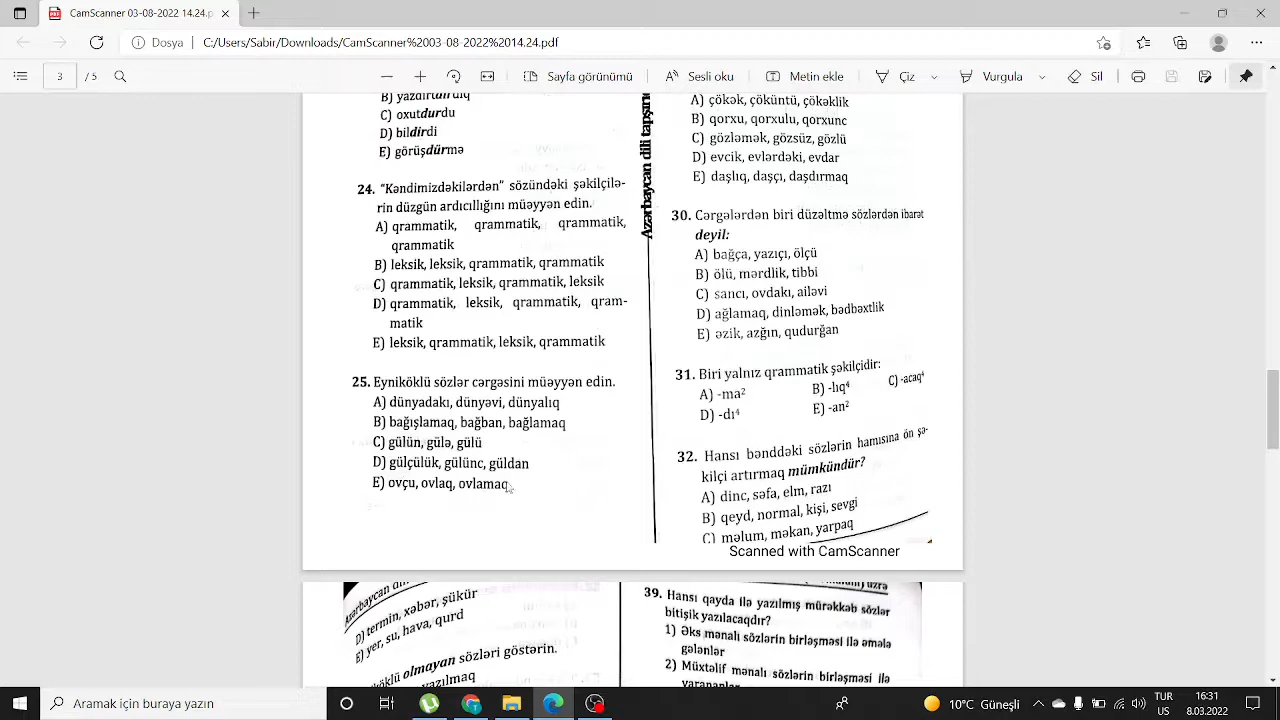 CamScanner 03-08-2022 14.24.p
Dosya | C:/Users/Sabir/Downloads/CamScanner%2003-08-2022%2014.24.pdf
3 / 5
Sayfa görünümü
Sesli oku
Metin ekle
Çiz
Vurgula
Sil
C) oxutdurdu
D) bildirdi
E) görüşdürmə
24. "Kəndimizdəkilərdən" sözündəki şəkilçilə-
rin düzgün ardıcıllığını müəyyən edin.
A) qrammatik, qrammatik, qrammatik,
qrammatik
B) leksik, leksik, qrammatik, qrammatik
C) qrammatik, leksik, qrammatik, leksik
D) qrammatik, leksik, qrammatik, qram-
matik
E) leksik, qrammatik, leksik, qrammatik
25. Eyniköklü sözlər cərgəsini müəyyən edin.
A) dünyadakı, dünyəvi, dünyalıq
B) bağışlamaq, bağban, bağlamaq
C) gülün, gülə, gülü
D) gülçülük, gülünc, güldan
E) ovçu, ovlaq, ovlamaq
Azərbaycan dili
A) çökək, çöküntü, çökəklik
B) qorxu, qorxulu, qorxunc
C) gözləmək, gözsüz, gözlü
D) evcik, evlərdəki, evdar
E) daşlıq, daşçı, daşdırmaq
30. Cərgələrdən biri düzəltmə sözlərdən ibarət
deyil:
A) bağça, yazıçı, ölçü
B) ölü, mərdlik, tibbi
C) sancı, ovdakı, ailəvi
D) ağlamaq, dinləmək, bədbəxtlik
E) əzik, azğın, qudurğan
31. Biri yalnız qrammatik şəkilçidir:
A) -ma² B) -lıq⁴ C) -acaq⁴
D) -dı⁴ E) -an²
32. Hansı bənddəki sözlərin hamısına ön şə-
kilçi artırmaq mümkündür?
A) dinc, səfa, elm, razı
B) qeyd, normal, kişi, sevgi
C) məlum, məkan, yarpaq
Scanned with CamScanner
D) termin, xəbər, şükür
E) yer, su, hava, qurd
olmayan sözləri göstərin.
yazılmaq
üzrə
39. Hansı qayda ilə yazılmış mürəkkəb sözlər
bitişik yazılacaqdır?
1) Əks mənalı sözlərin birləşməsi ilə əmələ
gələnlər
2) Müxtəlif mənalı sözlərin birləşməsi ilə
Aramak için buraya yazın
10°C Güneşli
TUR
US
16:31
8.03.2022